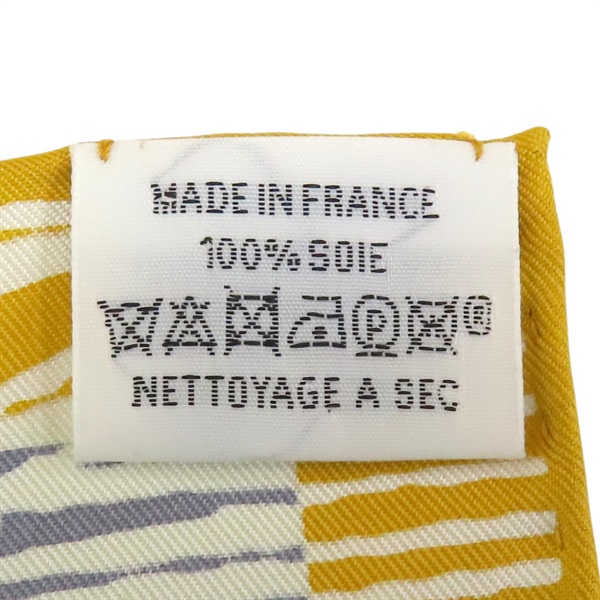 MADE IN FRANCE
100% SOIE
P ®
NETTOYAGE A SEC